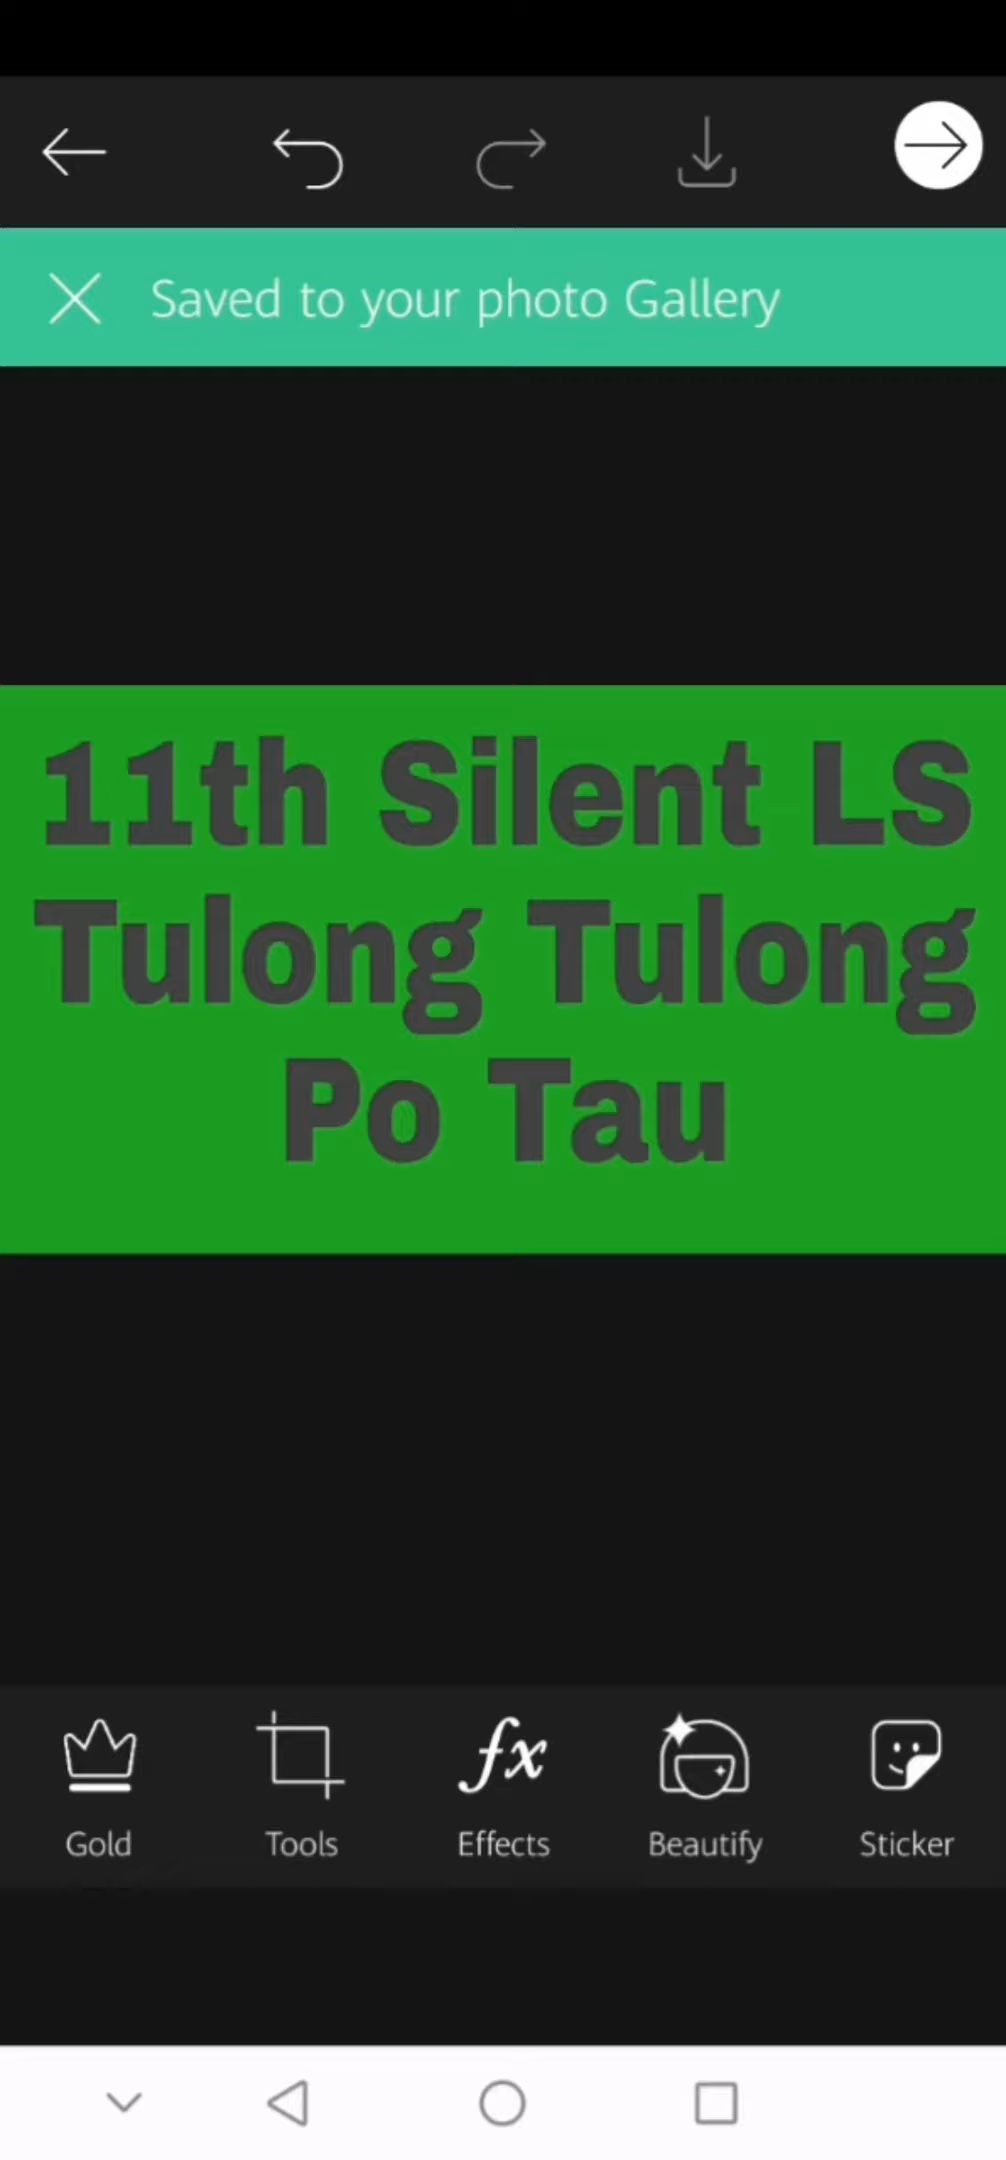 Saved to your photo Gallery
11th Silent LS
Tulong Tulong
Po Tau
Gold Tools Effects Beautify Sticker